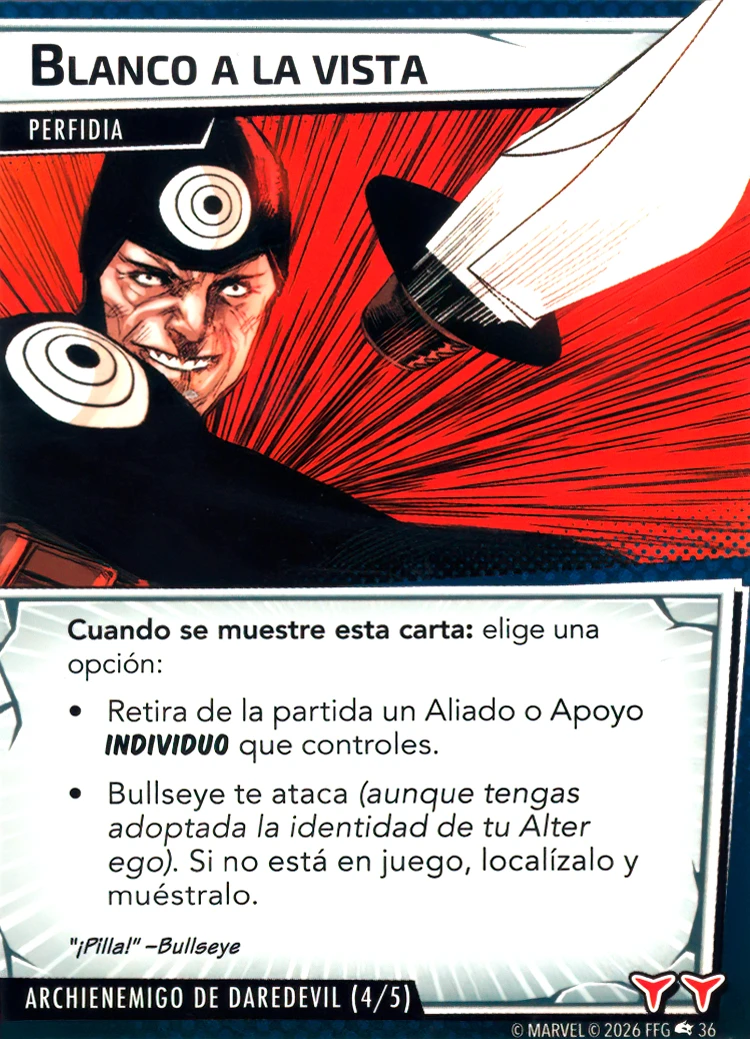 BLANCO A LA VISTA
PERFIDIA
Cuando se muestre esta carta: elige una
opción:
• Retira de la partida un Aliado o Apoyo
INDIVIDUO que controles.
• Bullseye te ataca (aunque tengas
adoptada la identidad de tu Alter
ego). Si no está en juego, localízalo y
muéstralo.
"¡Pilla!" –Bullseye
ARCHIENEMIGO DE DAREDEVIL (4/5)
© MARVEL © 2026 FFG 36